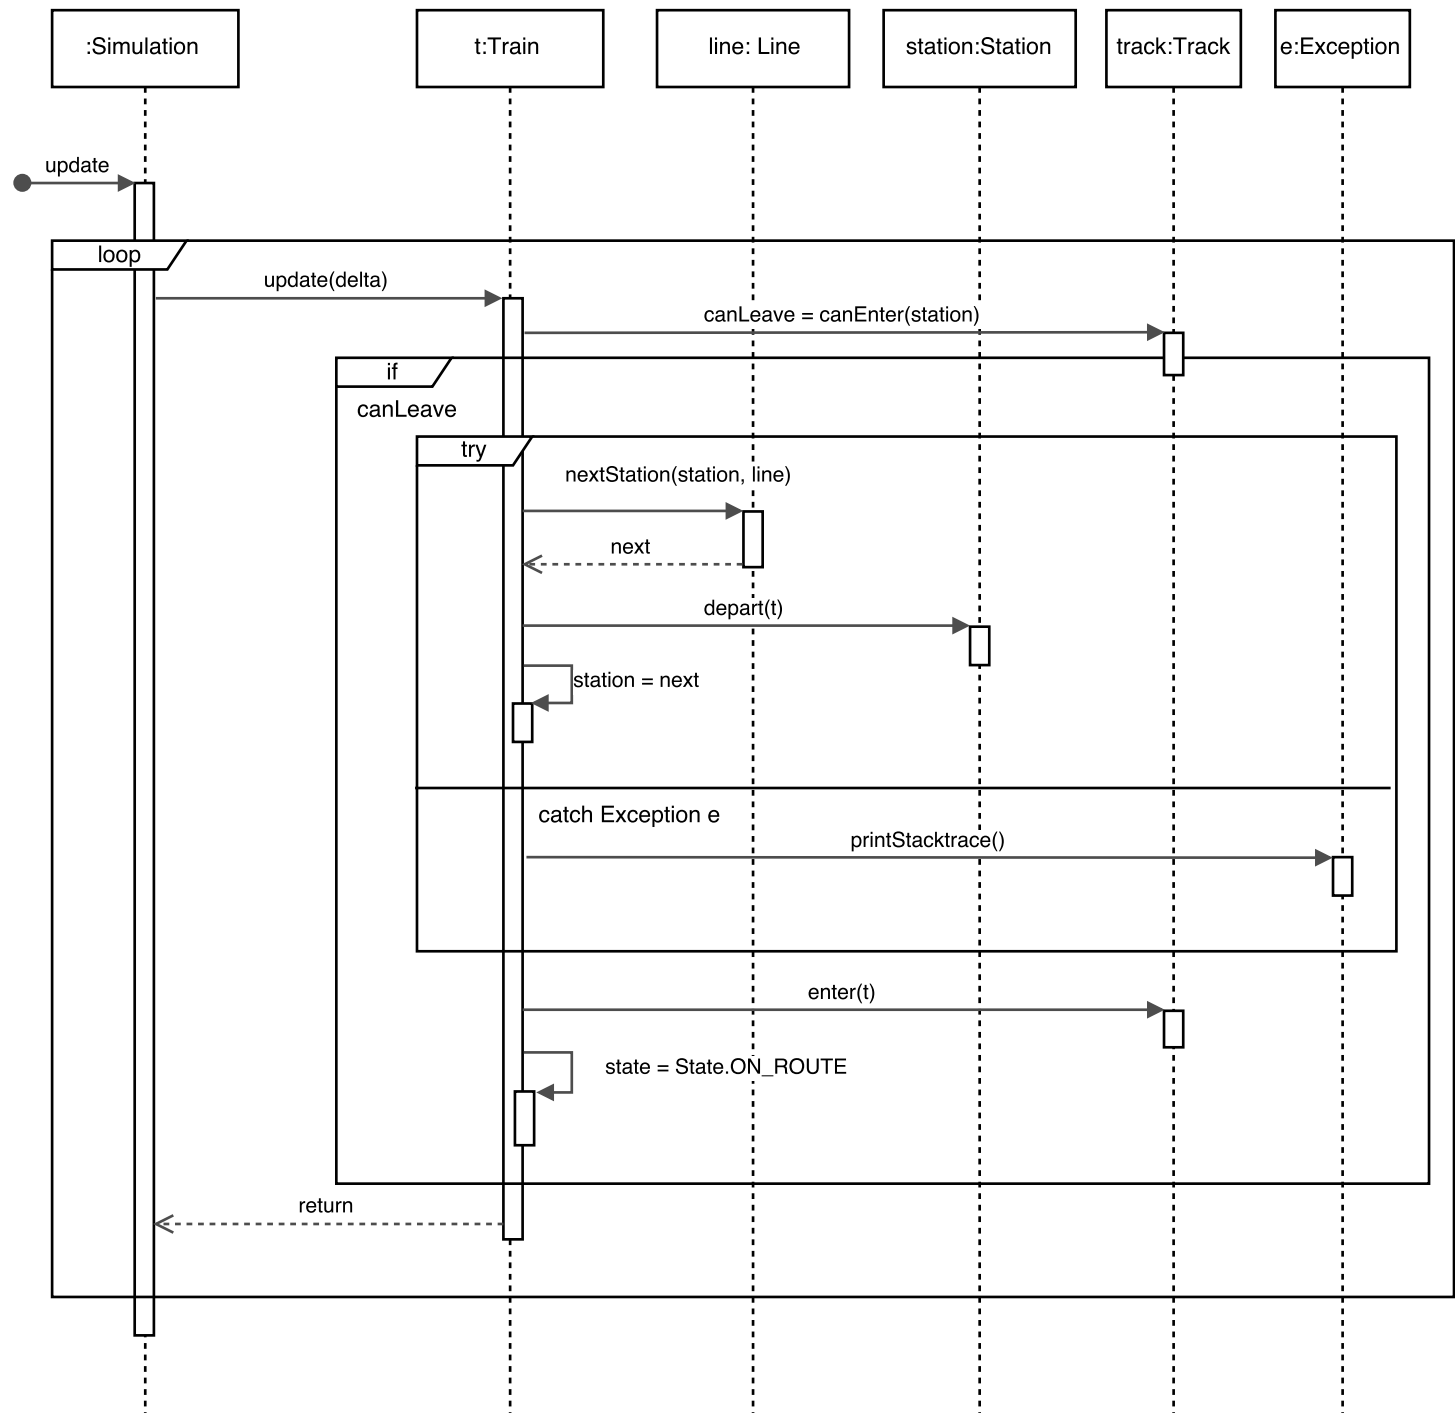 :Simulation
t:Train
line: Line
station:Station
track:Track
e:Exception
update
loop
update(delta)
canLeave = canEnter(station)
if
canLeave
try
nextStation(station, line)
next
depart(t)
station = next
catch Exception e
printStacktrace()
enter(t)
state = State.ON_ROUTE
return